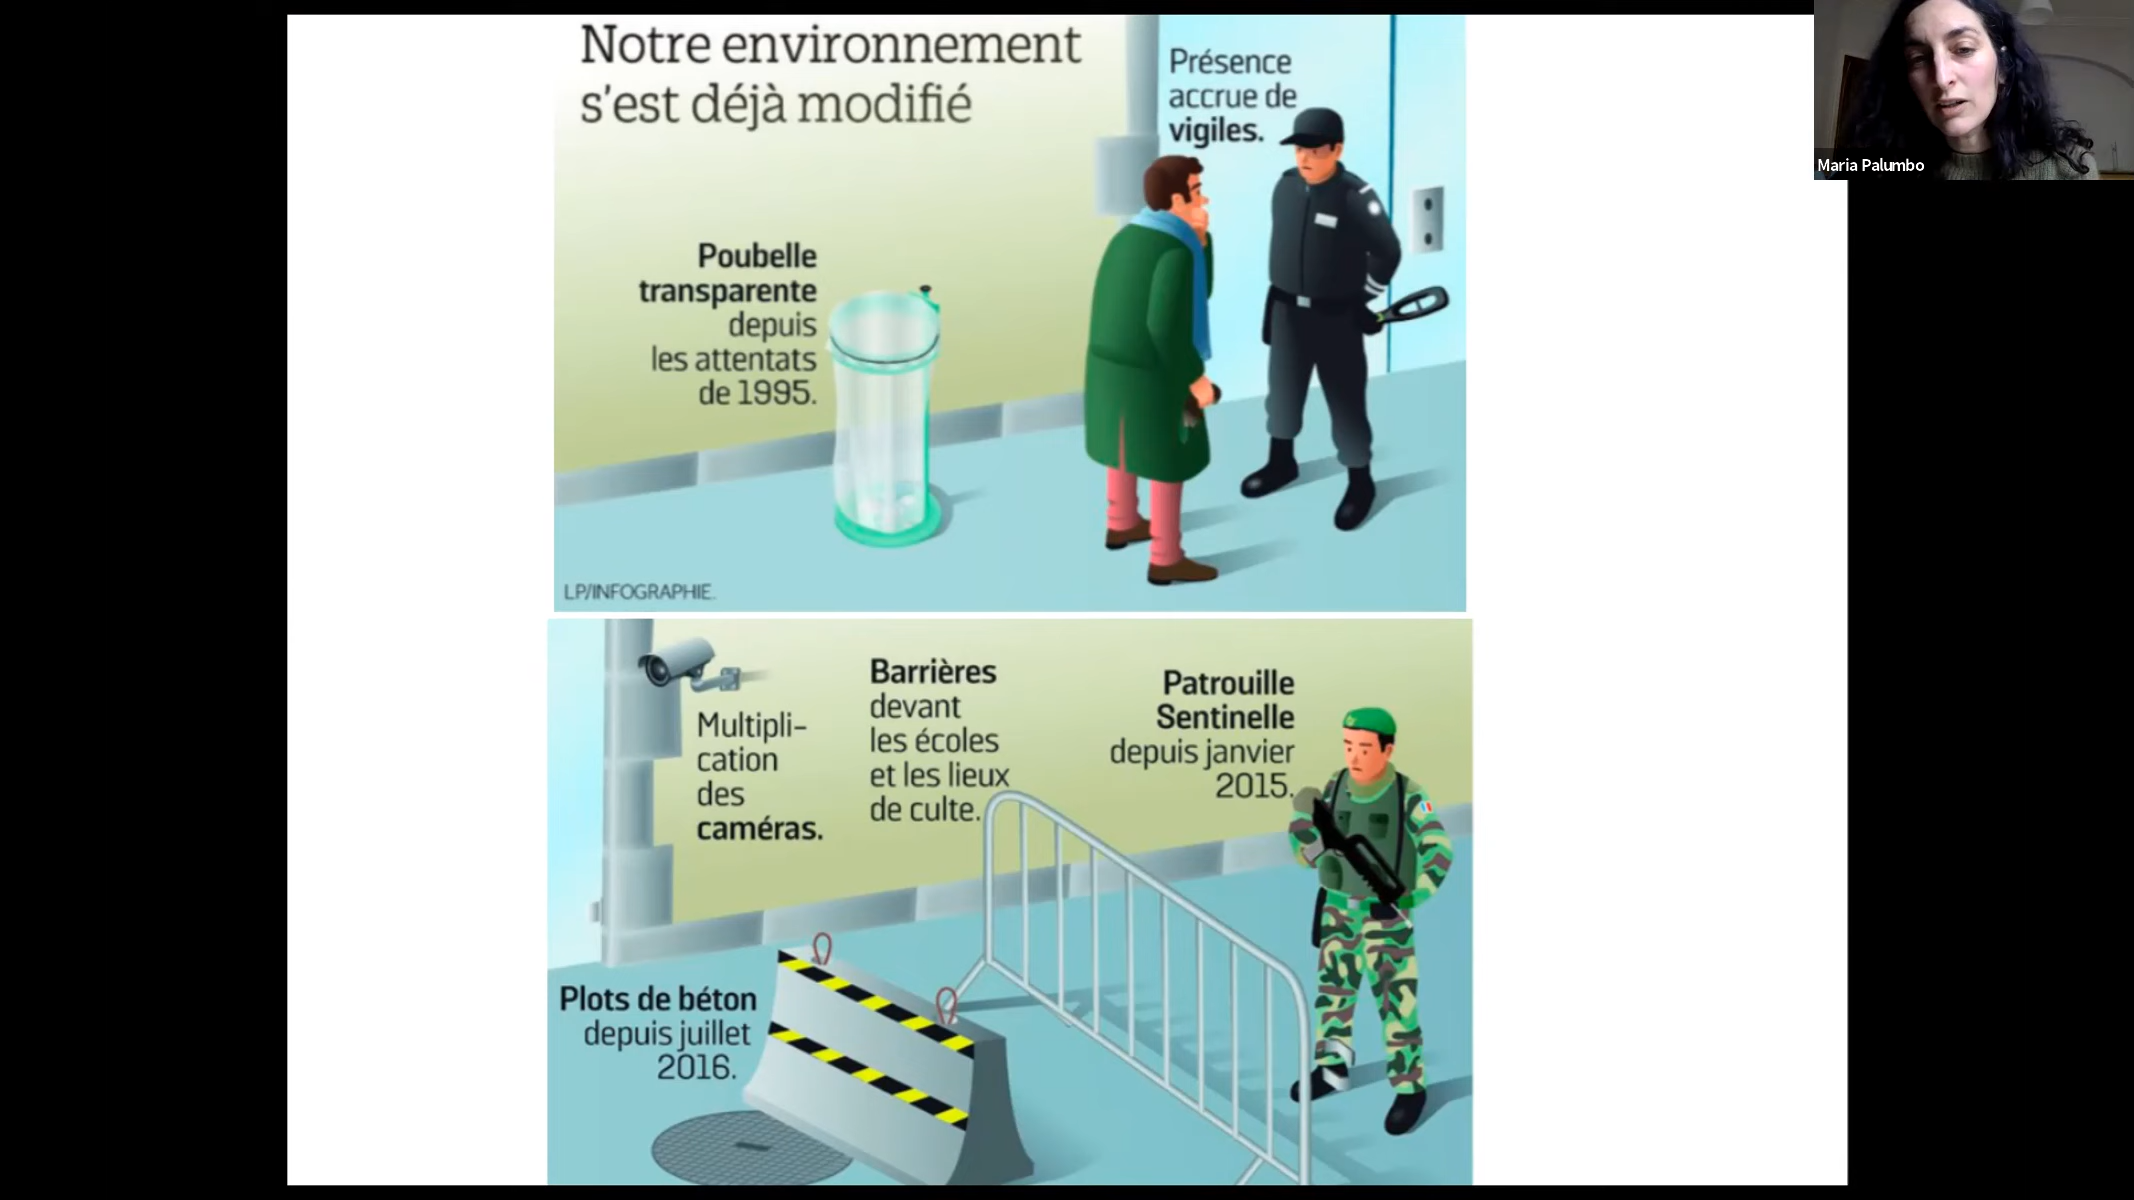 Notre environnement
s'est déjà modifié
Présence
accrue de
vigiles.
Poubelle
transparente
depuis
les attentats
de 1995.
LP/INFOGRAPHIE.
Multipli-
cation
des
caméras.
Barrières
devant
les écoles
et les lieux
de culte.
Patrouille
Sentinelle
depuis janvier
2015.
Plots de béton
depuis juillet
2016.
Maria Palumbo